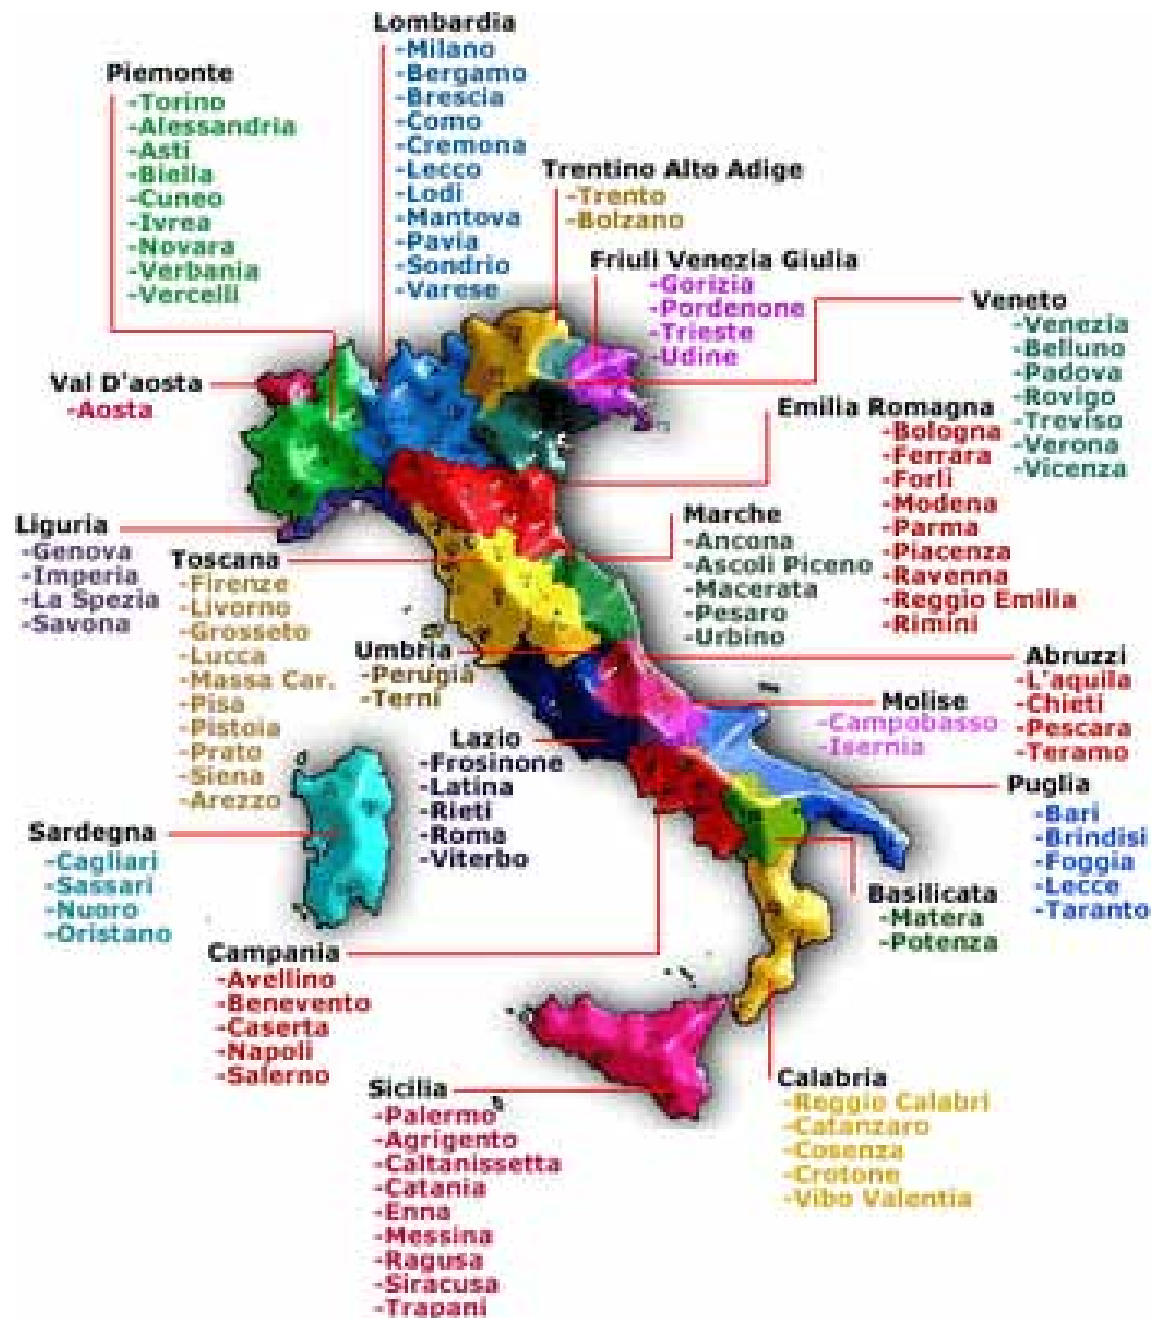 Lombardia
-Milano
-Bergamo
-Brescia
-Como
-Cremona
-Lecco
-Lodi
-Mantova
-Pavia
-Sondrio
-Varese
Piemonte
-Torino
-Alessandria
-Asti
-Biella
-Cuneo
-Ivrea
-Novara
-Verbania
-Vercelli
Trentino Alto Adige
-Trento
-Bolzano
Friuli Venezia Giulia
-Gorizia
-Pordenone
-Trieste
-Udine
Veneto
-Venezia
-Belluno
-Padova
-Rovigo
-Treviso
-Verona
-Vicenza
Val D'aosta
-Aosta
Emilia Romagna
-Bologna
-Ferrara
-Forli
-Modena
-Parma
-Piacenza
-Ravenna
-Reggio Emilia
-Rimini
Liguria
-Genova
-Imperia
-La Spezia
-Savona
Toscana
-Firenze
-Livorno
-Grosseto
-Lucca
-Massa Car.
-Pisa
-Pistoia
-Prato
-Siena
-Arezzo
Marche
-Ancona
-Ascoli Piceno
-Macerata
-Pesaro
-Urbino
Umbria
-Perugia
-Terni
Abruzzi
-L'aquila
-Chieti
-Pescara
-Teramo
Molise
-Campobasso
-Isernia
Lazio
-Frosinone
-Latina
-Rieti
-Roma
-Viterbo
Puglia
-Bari
-Brindisi
-Foggia
-Lecce
-Taranto
Sardegna
-Cagliari
-Sassari
-Nuoro
-Oristano
Basilicata
-Matera
-Potenza
Campania
-Avellino
-Benevento
-Caserta
-Napoli
-Salerno
Calabria
-Reggio Calabri
-Catanzaro
-Cosenza
-Crotone
-Vibo Valentia
Sicilia
-Palermo
-Agrigento
-Caltanissetta
-Catania
-Enna
-Messina
-Ragusa
-Siracusa
-Trapani